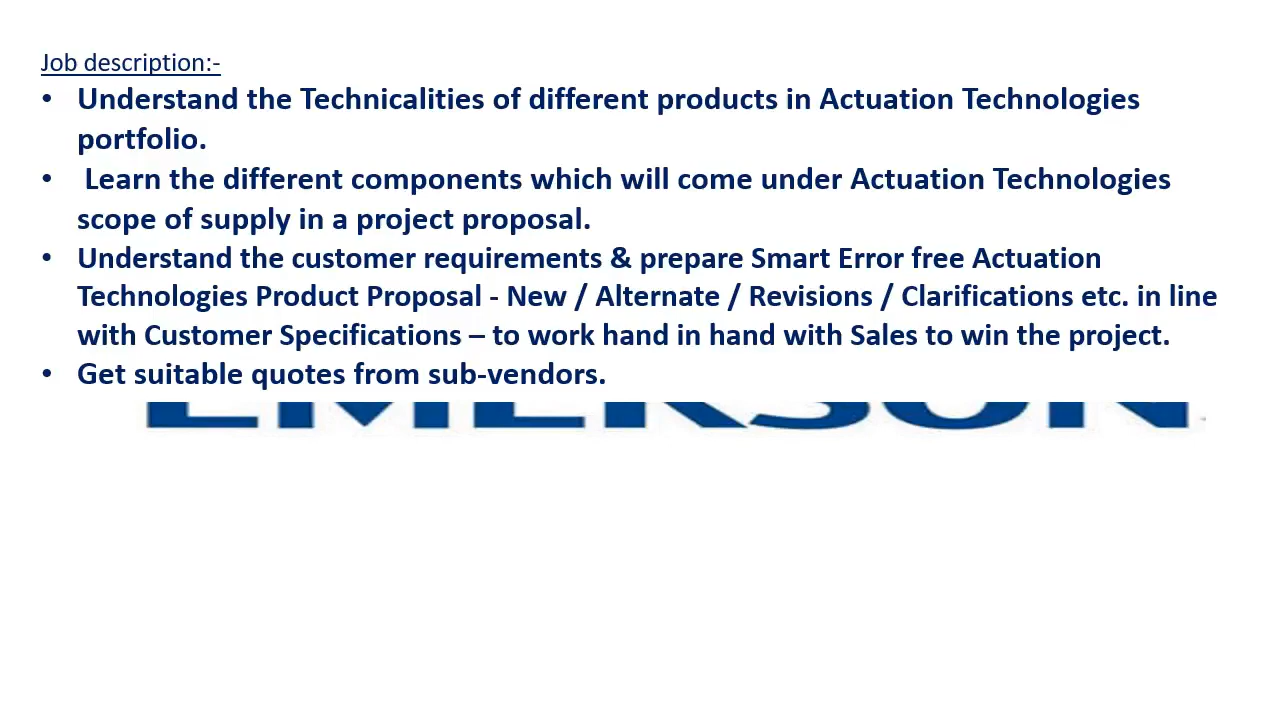 Job description:-
• Understand the Technicalities of different products in Actuation Technologies
portfolio.
• Learn the different components which will come under Actuation Technologies
scope of supply in a project proposal.
• Understand the customer requirements & prepare Smart Error free Actuation
Technologies Product Proposal - New / Alternate / Revisions / Clarifications etc. in line
with Customer Specifications – to work hand in hand with Sales to win the project.
• Get suitable quotes from sub-vendors.
EMERSON